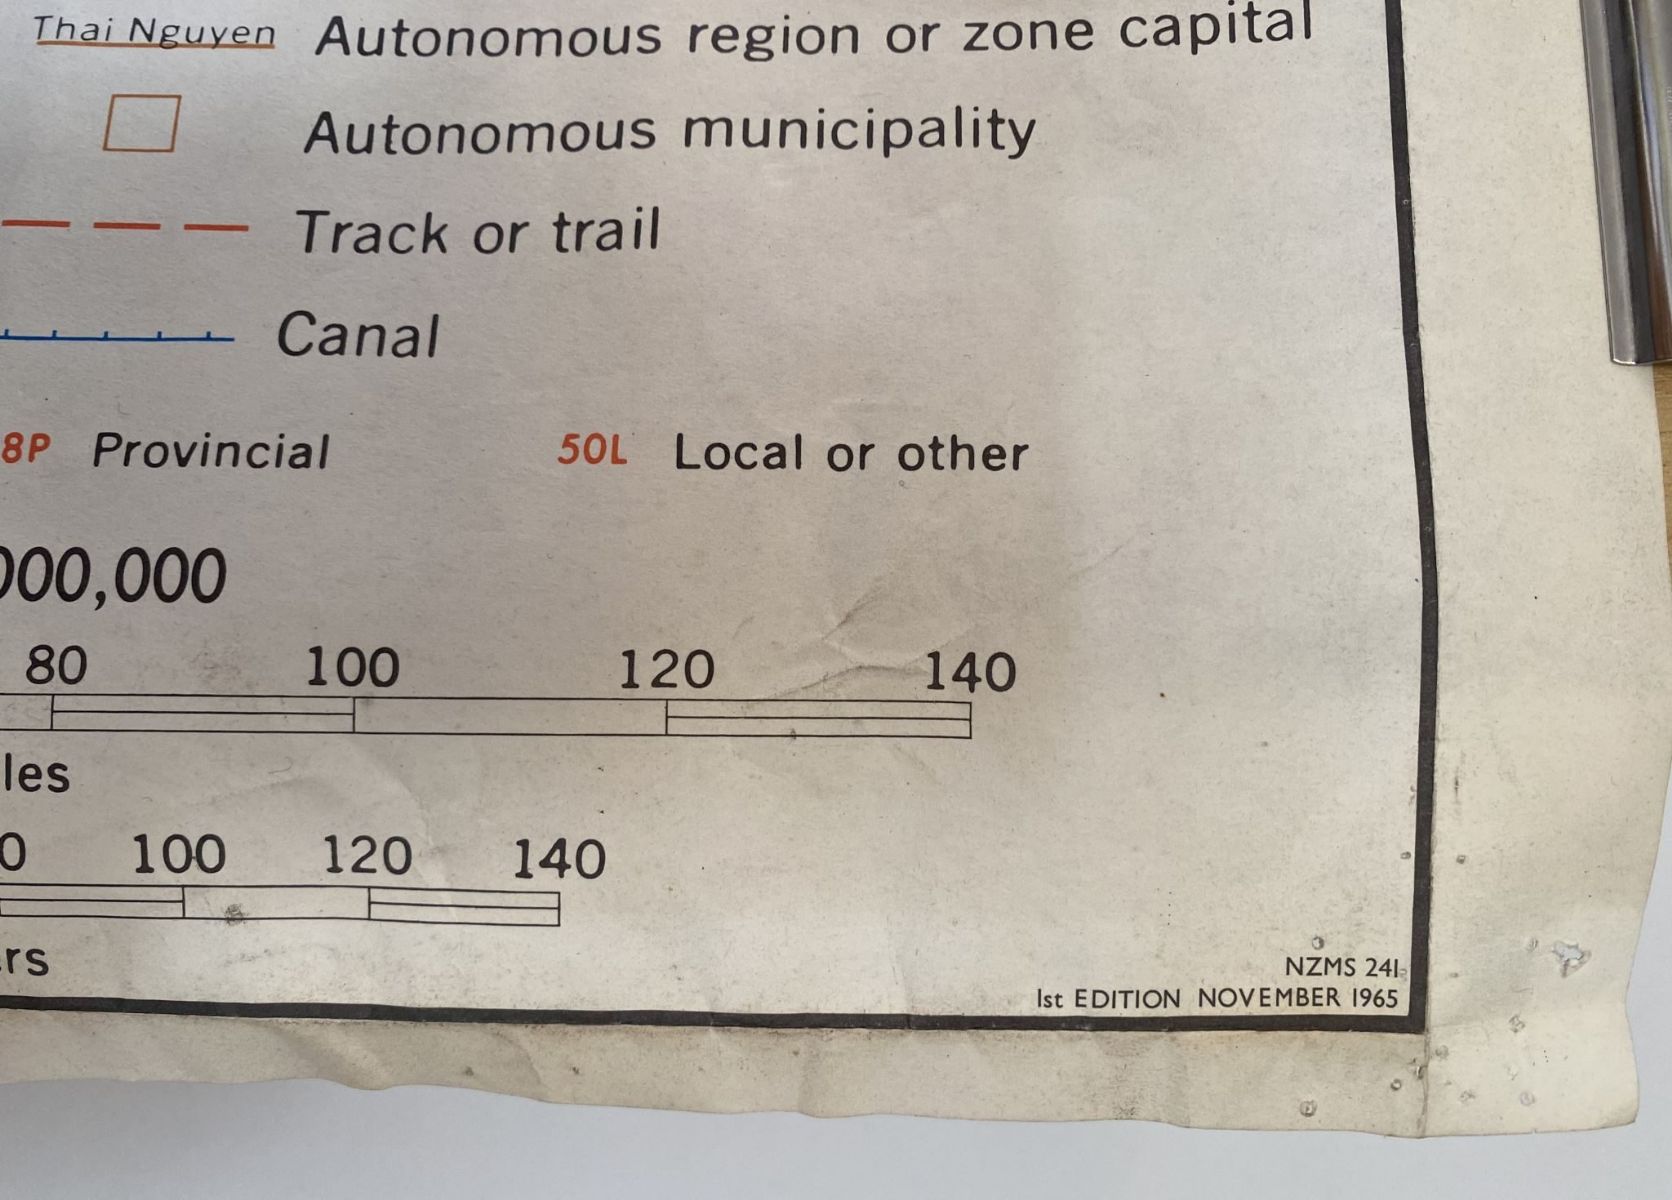 Thai Nguyen Autonomous region or zone capital
Autonomous municipality
Track or trail
Canal
8P Provincial 50L Local or other
000,000
80 100 120 140
les
0 100 120 140
rs
NZMS 241
1st EDITION NOVEMBER 1965